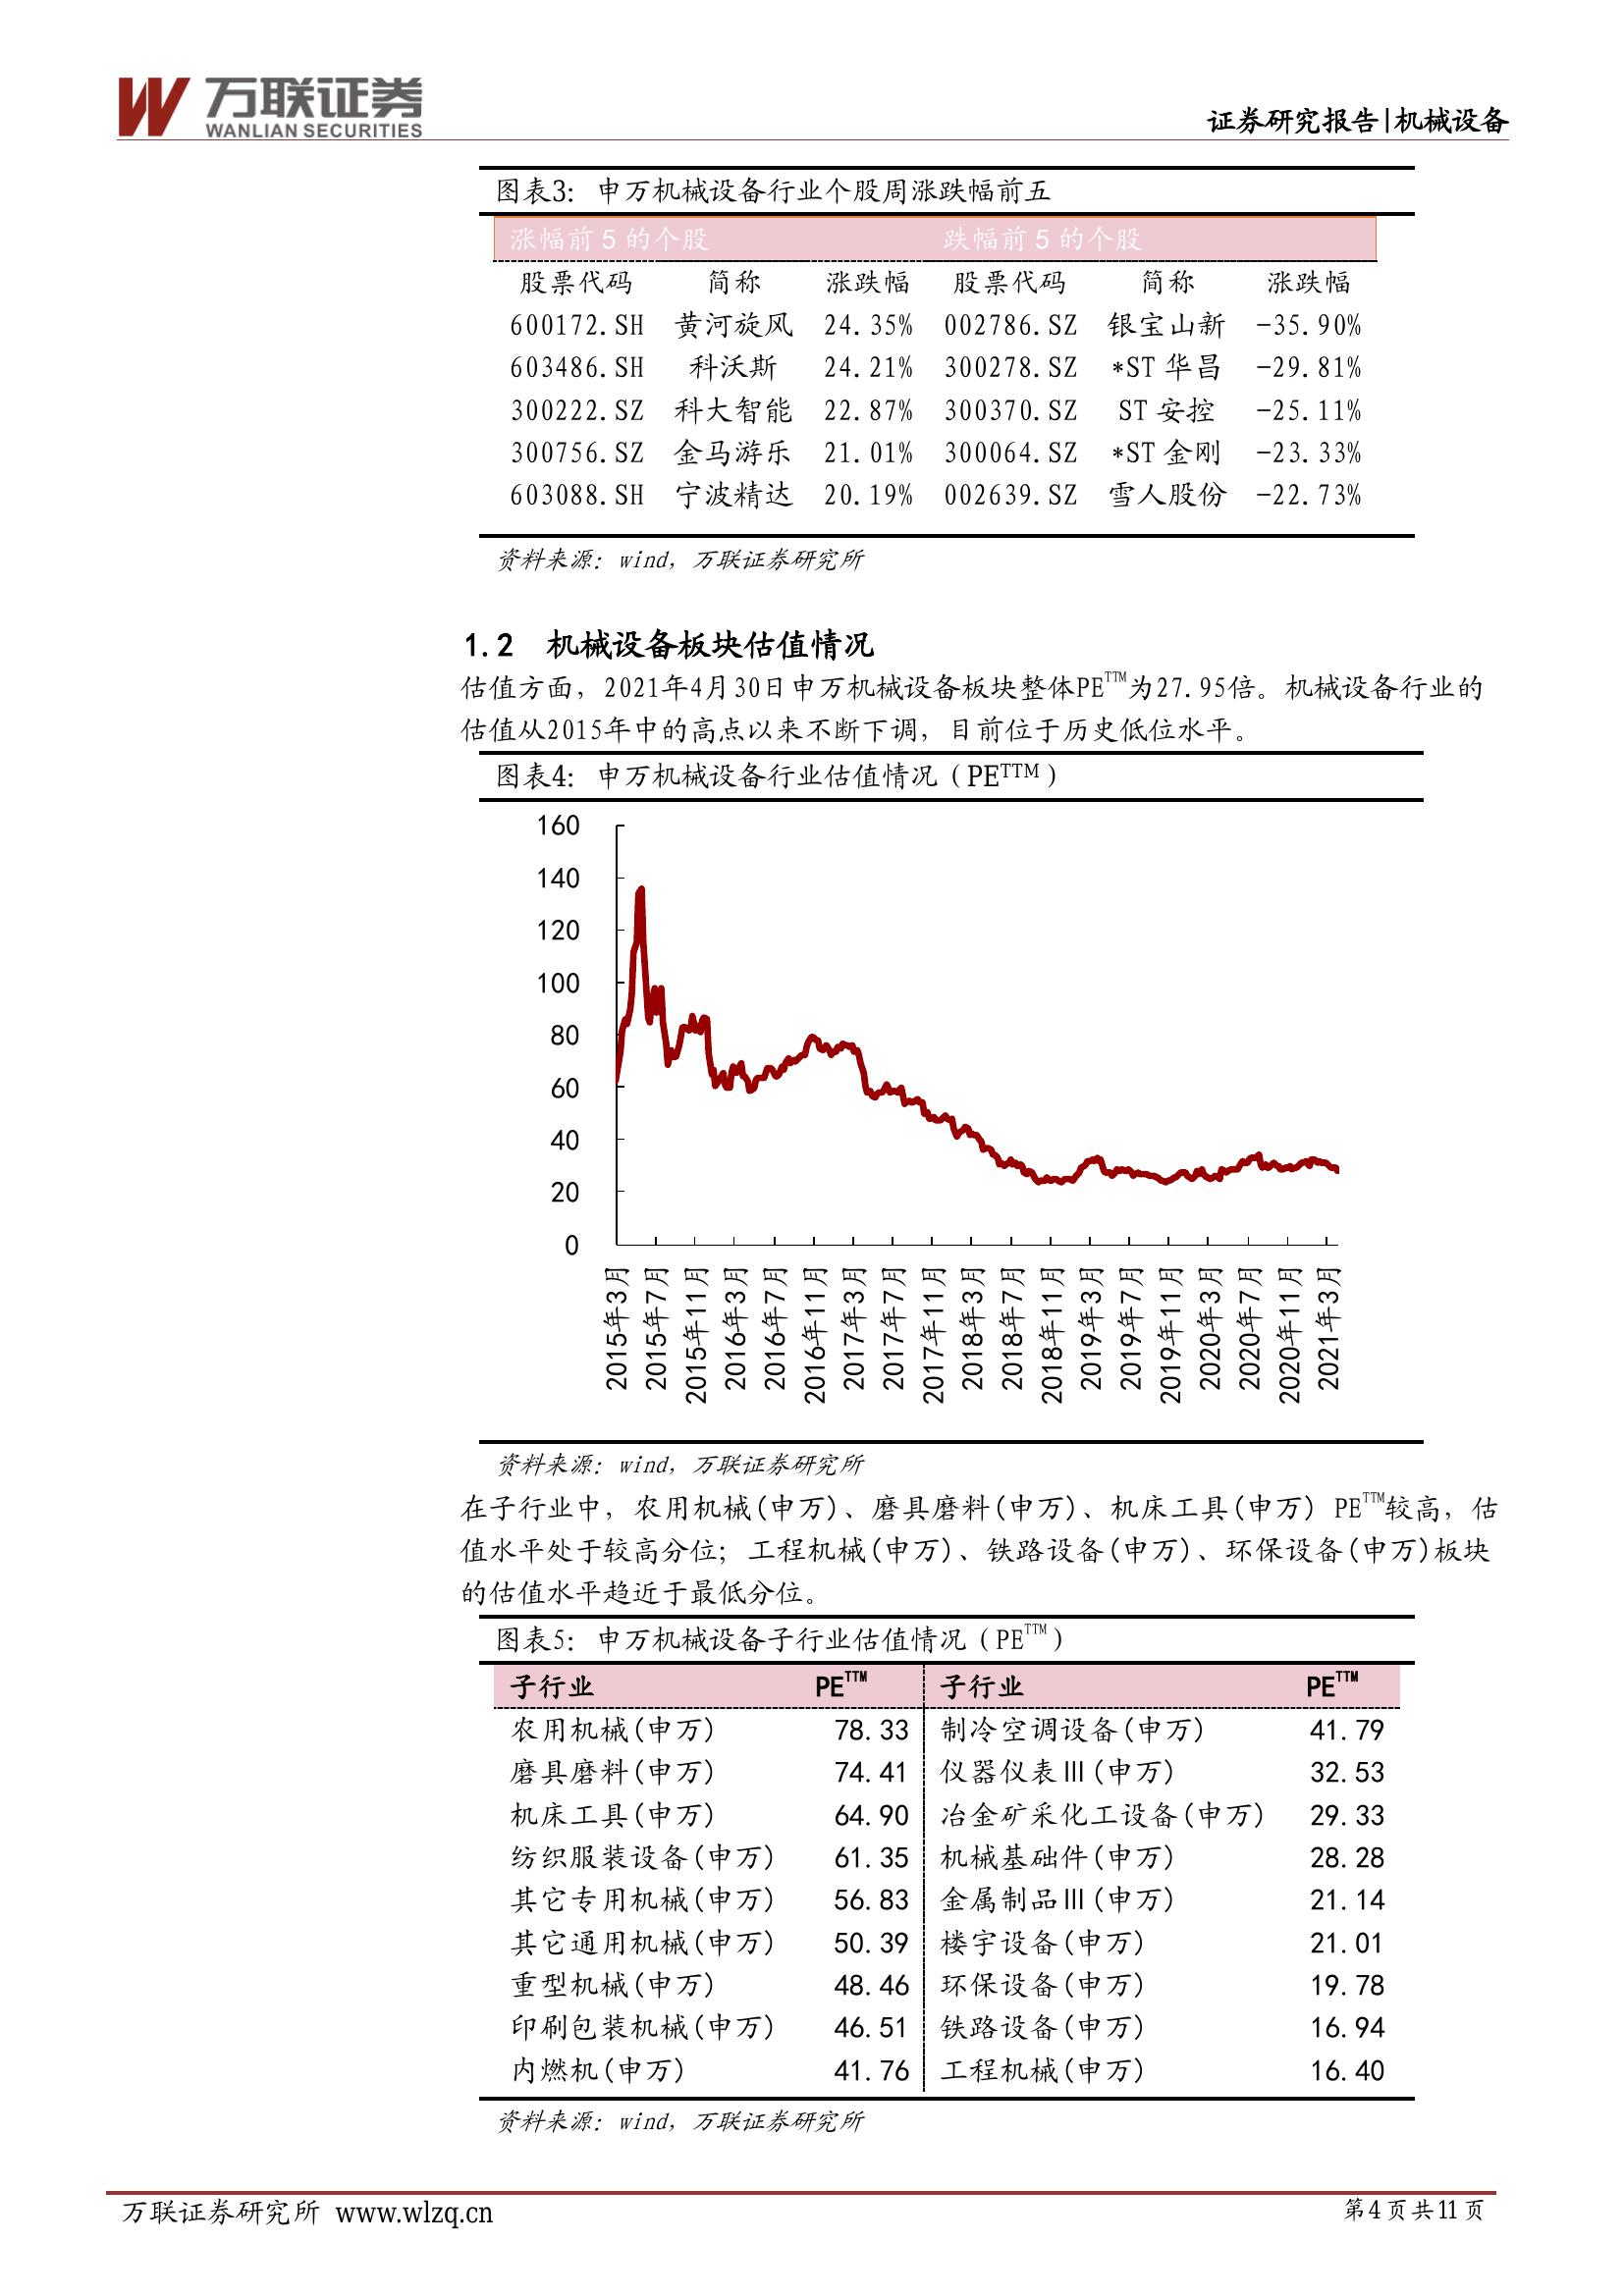 万联证券
WANLIAN SECURITIES
证券研究报告|机械设备
图表3：申万机械设备行业个股周涨跌幅前五
涨幅前 5 的个股 跌幅前 5 的个股
股票代码 简称 涨跌幅 股票代码 简称 涨跌幅
600172.SH 黄河旋风 24.35% 002786.SZ 银宝山新 -35.90%
603486.SH 科沃斯 24.21% 300278.SZ *ST 华昌 -29.81%
300222.SZ 科大智能 22.87% 300370.SZ ST 安控 -25.11%
300756.SZ 金马游乐 21.01% 300064.SZ *ST 金刚 -23.33%
603088.SH 宁波精达 20.19% 002639.SZ 雪人股份 -22.73%
资料来源：wind，万联证券研究所
1.2 机械设备板块估值情况
估值方面，2021年4月30日申万机械设备板块整体PETTM为27.95倍。机械设备行业的
估值从2015年中的高点以来不断下调，目前位于历史低位水平。
图表4：申万机械设备行业估值情况（PETTM）
160
140
120
100
80
60
40
20
0
2015年3月
2015年7月
2015年11月
2016年3月
2016年7月
2016年11月
2017年3月
2017年7月
2017年11月
2018年3月
2018年7月
2018年11月
2019年3月
2019年7月
2019年11月
2020年3月
2020年7月
2020年11月
2021年3月
资料来源：wind，万联证券研究所
在子行业中，农用机械(申万)、磨具磨料(申万)、机床工具(申万) PETTM较高，估
值水平处于较高分位；工程机械(申万)、铁路设备(申万)、环保设备(申万)板块
的估值水平趋近于最低分位。
图表5：申万机械设备子行业估值情况（PETTM）
子行业 PETTM 子行业 PETTM
农用机械(申万) 78.33 制冷空调设备(申万) 41.79
磨具磨料(申万) 74.41 仪器仪表Ⅲ(申万) 32.53
机床工具(申万) 64.90 冶金矿采化工设备(申万) 29.33
纺织服装设备(申万) 61.35 机械基础件(申万) 28.28
其它专用机械(申万) 56.83 金属制品Ⅲ(申万) 21.14
其它通用机械(申万) 50.39 楼宇设备(申万) 21.01
重型机械(申万) 48.46 环保设备(申万) 19.78
印刷包装机械(申万) 46.51 铁路设备(申万) 16.94
内燃机(申万) 41.76 工程机械(申万) 16.40
资料来源：wind，万联证券研究所
万联证券研究所 www.wlzq.cn 第4页共11页